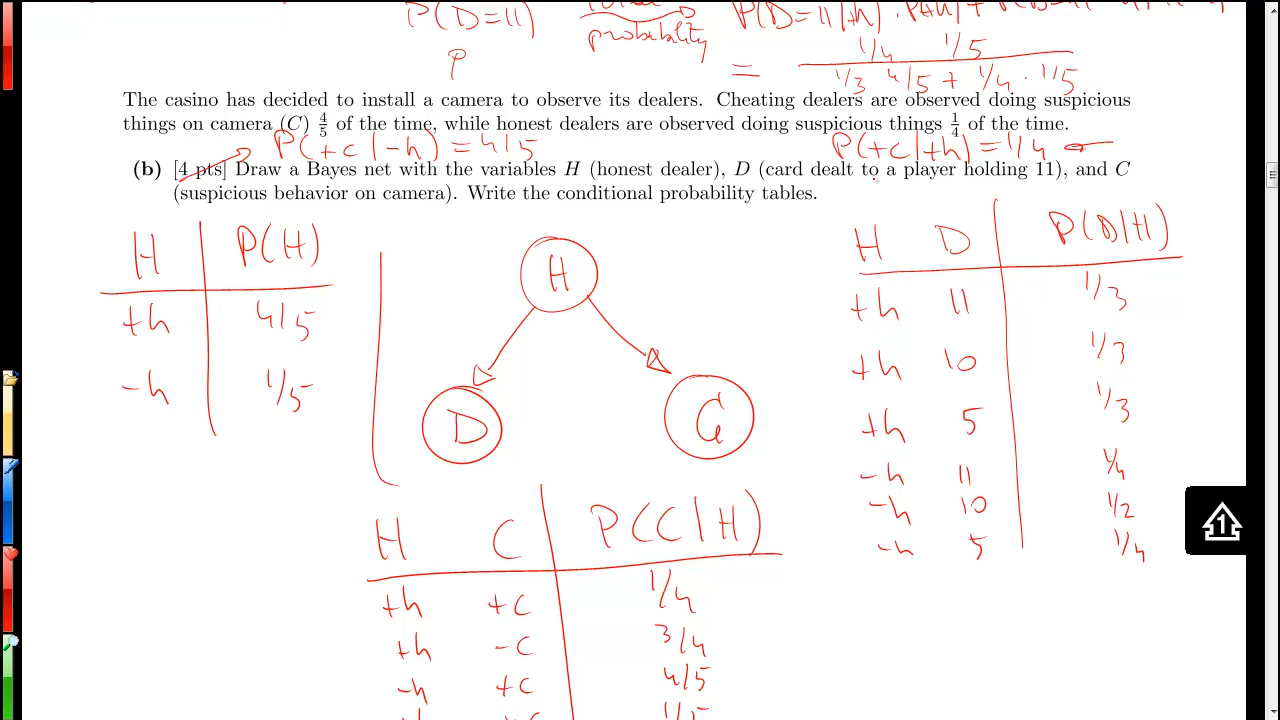 P(D=11) total probability P(D=11|+h) · P(+h) +
P = 1/4 1/5
1/3 4/5 + 1/4 · 1/5
The casino has decided to install a camera to observe its dealers. Cheating dealers are observed doing suspicious
things on camera (C) 4/5 of the time, while honest dealers are observed doing suspicious things 1/4 of the time.
P(+c|-h) = 4/5 P(+c|+h) = 1/4
(b) [4 pts] Draw a Bayes net with the variables H (honest dealer), D (card dealt to a player holding 11), and C
(suspicious behavior on camera). Write the conditional probability tables.
H P(H)
+h 4/5
-h 1/5
H
D C
H D P(D|H)
+h 11 1/3
+h 10 1/3
+h 5 1/3
-h 11 1/4
-h 10 1/2
-h 5 1/4
H C P(C|H)
+h +c 1/4
+h -c 3/4
-h +c 4/5
1/5
1